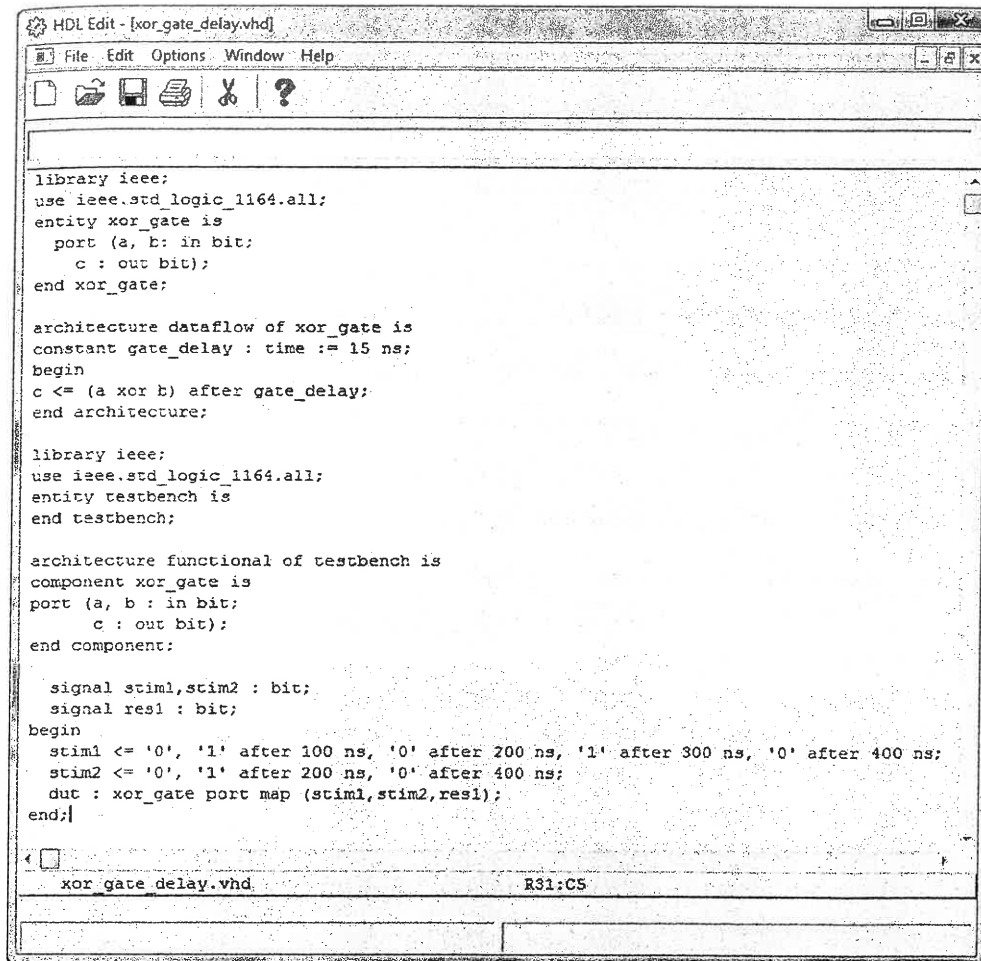 HDL Edit - [xor_gate_delay.vhd]
File Edit Options Window Help
library ieee;
use ieee.std_logic_1164.all;
entity xor_gate is
port (a, b: in bit;
c : out bit);
end xor_gate;
architecture dataflow of xor_gate is
constant gate_delay : time := 15 ns;
begin
c <= (a xor b) after gate_delay;
end architecture;
library ieee;
use ieee.std_logic_1164.all;
entity testbench is
end testbench;
architecture functional of testbench is
component xor_gate is
port (a, b : in bit;
c : out bit);
end component;
signal stim1,stim2 : bit;
signal res1 : bit;
begin
stim1 <= '0', '1' after 100 ns, '0' after 200 ns, '1' after 300 ns, '0' after 400 ns;
stim2 <= '0', '1' after 200 ns, '0' after 400 ns;
dut : xor_gate port map (stim1,stim2,res1);
end;
xor_gate_delay.vhd R31:C5